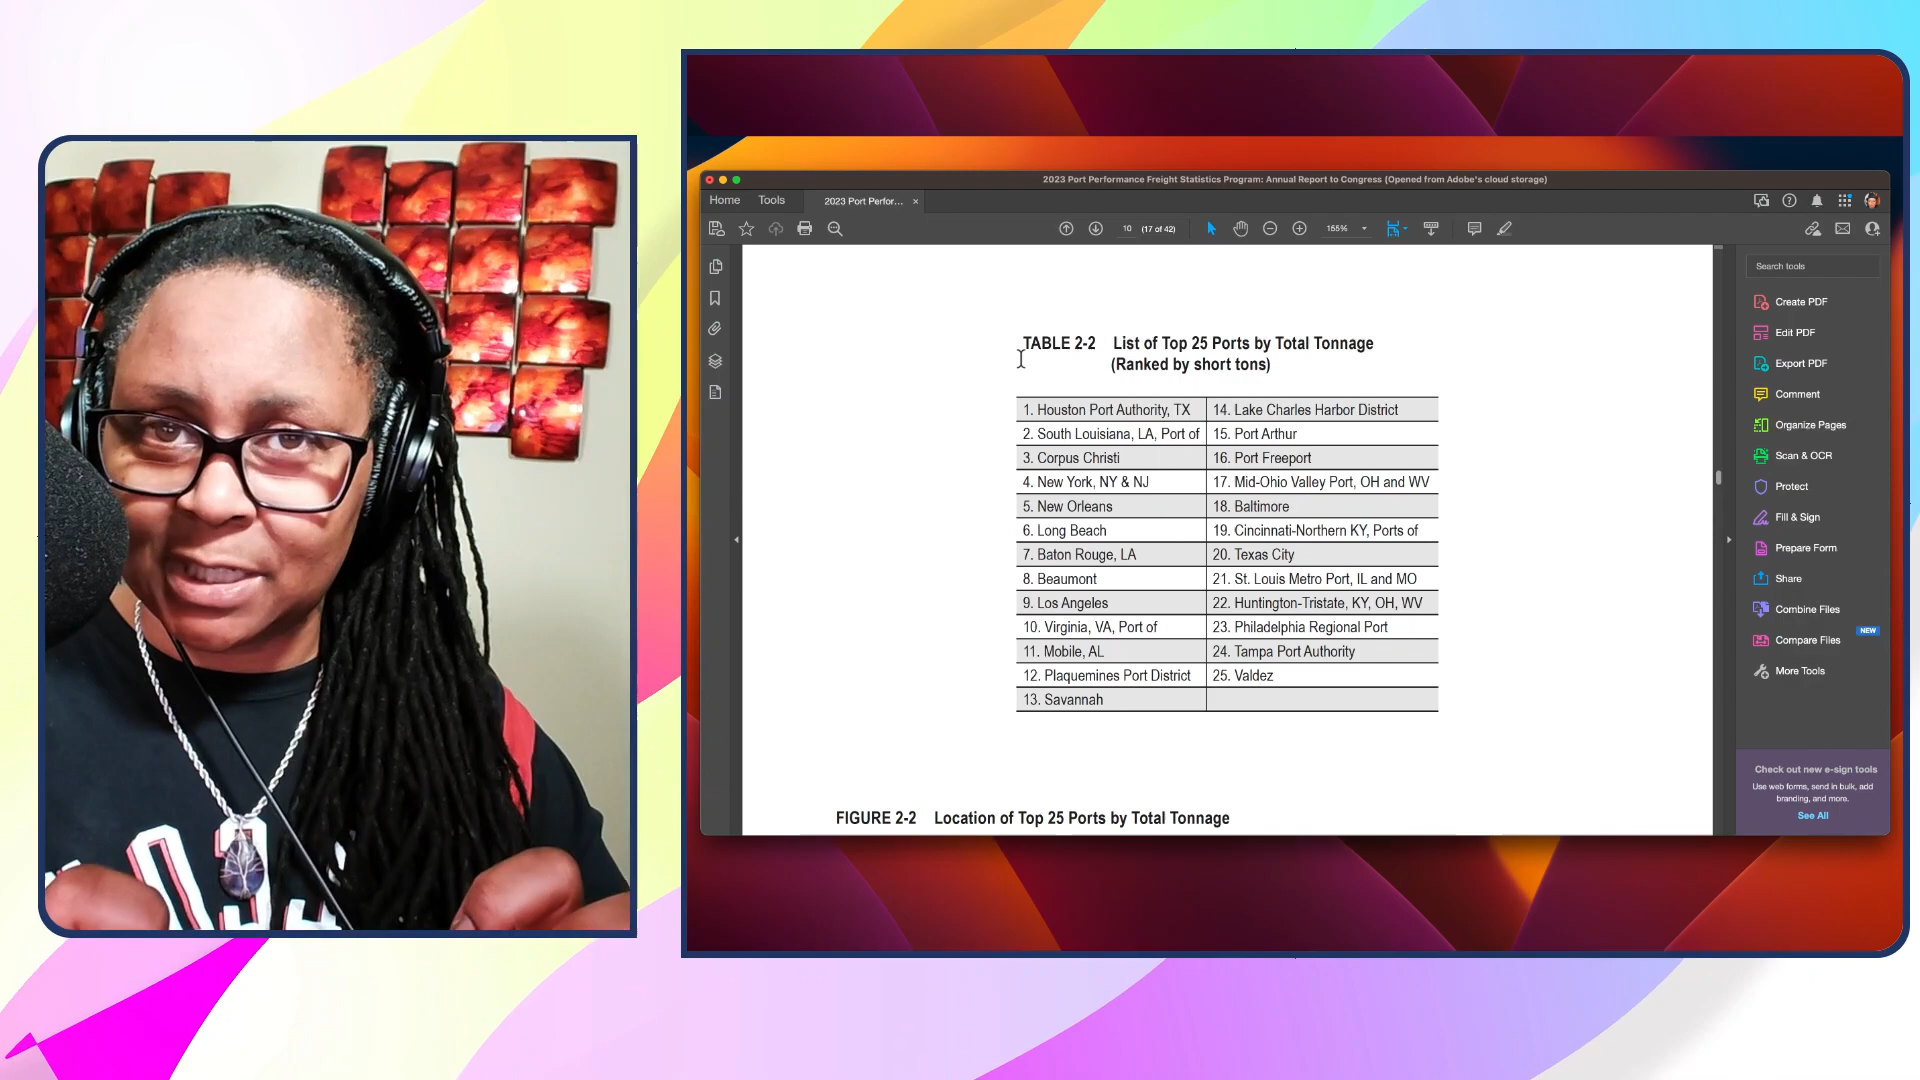 2023 Port Performance Freight Statistics Program: Annual Report to Congress (Opened from Adobe's cloud storage)
Home Tools 2023 Port Perfor... ×
10 (17 of 42) 155%
Search tools
Create PDF
Edit PDF
Export PDF
Comment
Organize Pages
Scan & OCR
Protect
Fill & Sign
Prepare Form
Share
Combine Files
NEW
Compare Files
More Tools
Check out new e-sign tools
Use web forms, send in bulk, add
branding, and more.
See All
TABLE 2-2 List of Top 25 Ports by Total Tonnage
(Ranked by short tons)
1. Houston Port Authority, TX 14. Lake Charles Harbor District
2. South Louisiana, LA, Port of 15. Port Arthur
3. Corpus Christi 16. Port Freeport
4. New York, NY & NJ 17. Mid-Ohio Valley Port, OH and WV
5. New Orleans 18. Baltimore
6. Long Beach 19. Cincinnati-Northern KY, Ports of
7. Baton Rouge, LA 20. Texas City
8. Beaumont 21. St. Louis Metro Port, IL and MO
9. Los Angeles 22. Huntington-Tristate, KY, OH, WV
10. Virginia, VA, Port of 23. Philadelphia Regional Port
11. Mobile, AL 24. Tampa Port Authority
12. Plaquemines Port District 25. Valdez
13. Savannah
FIGURE 2-2 Location of Top 25 Ports by Total Tonnage